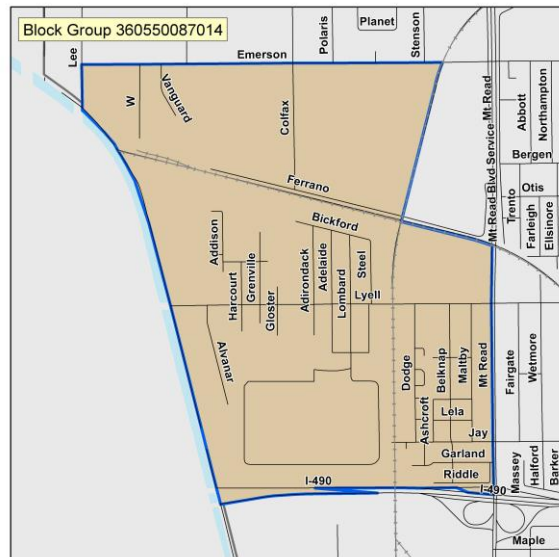 Block Group 360550087014
Lee
Emerson
Polaris
Planet
Stenson
W
Vanguard
Colfax
Mt Read Blvd Service
Mt Read
Abbott
Northampton
Bergen
Ferrano
Otis
Trento
Farleigh
Ellsinore
Bickford
Addison
Harcourt
Grenville
Gloster
Adirondack
Adelaide
Lombard
Steel
Lyell
Alvanar
Dodge
Ashcroft
Belknap
Maltby
Mt Read
Fairgate
Wetmore
Lela
Jay
Garland
Riddle
I-490
I-490
Massey
Halford
Barker
Maple